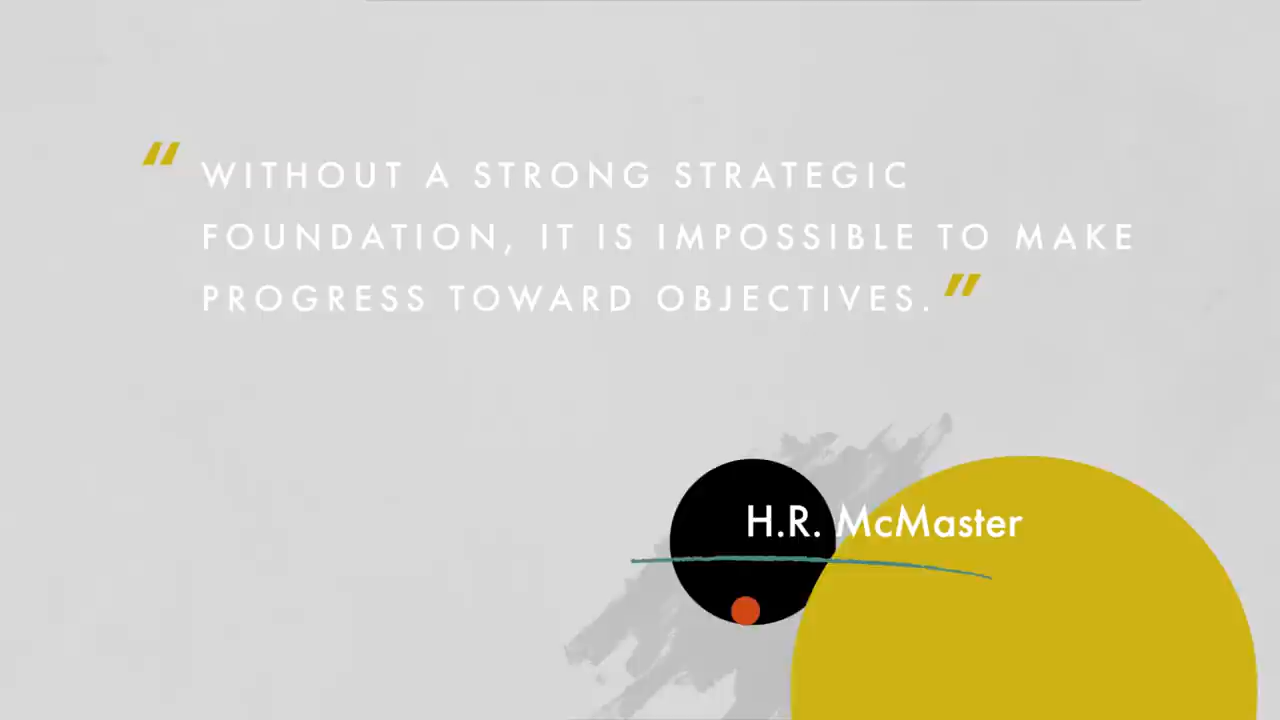 “WITHOUT A STRONG STRATEGIC
FOUNDATION, IT IS IMPOSSIBLE TO MAKE
PROGRESS TOWARD OBJECTIVES.”
H.R. McMaster